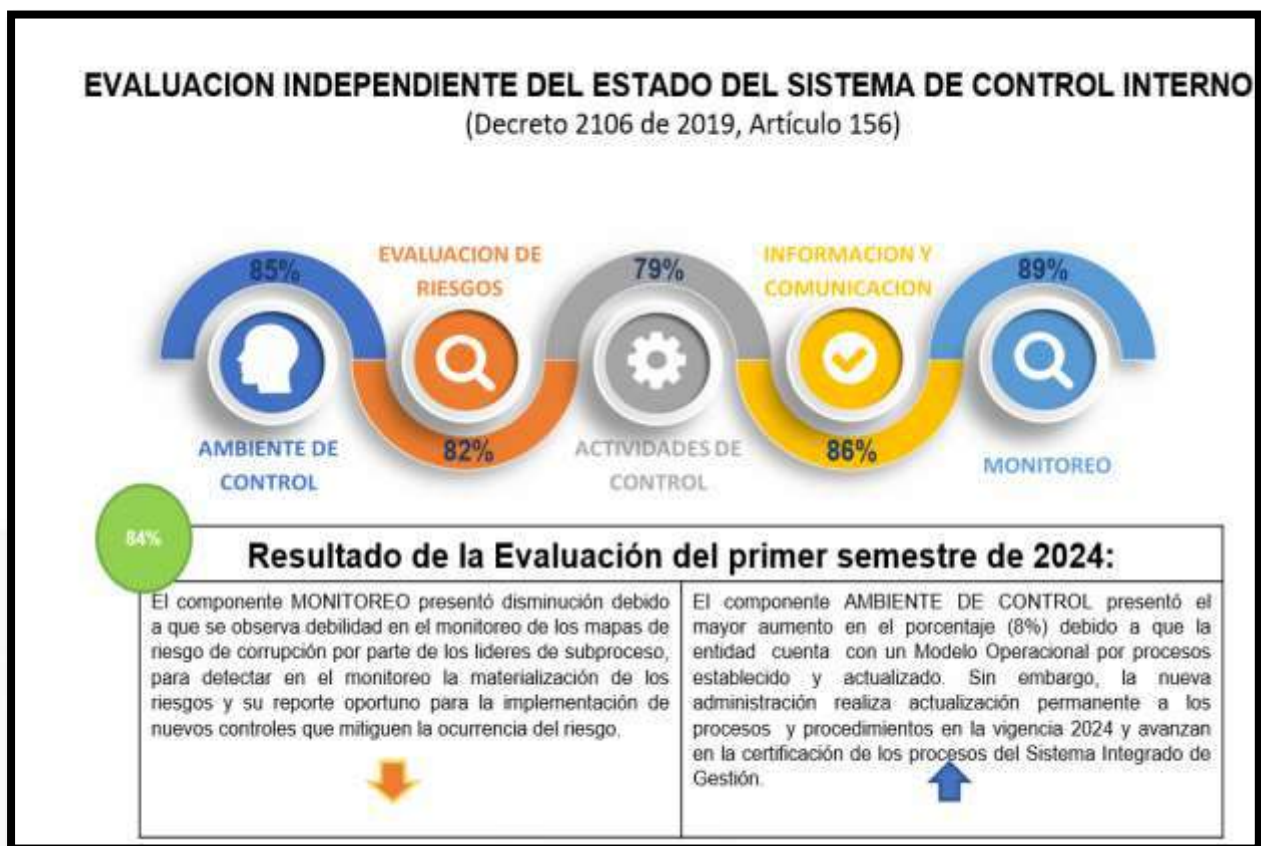 EVALUACION INDEPENDIENTE DEL ESTADO DEL SISTEMA DE CONTROL INTERNO
(Decreto 2106 de 2019, Artículo 156)
85%
EVALUACION DE
RIESGOS
79%
INFORMACION Y
COMUNICACION
89%
AMBIENTE DE
CONTROL
82%
ACTIVIDADES DE
CONTROL
86%
MONITOREO
84%
Resultado de la Evaluación del primer semestre de 2024:
El componente MONITOREO presentó disminución debido
a que se observa debilidad en el monitoreo de los mapas de
riesgo de corrupción por parte de los lideres de subproceso,
para detectar en el monitoreo la materialización de los
riesgos y su reporte oportuno para la implementación de
nuevos controles que mitiguen la ocurrencia del riesgo.
El componente AMBIENTE DE CONTROL presentó el
mayor aumento en el porcentaje (8%) debido a que la
entidad cuenta con un Modelo Operacional por procesos
establecido y actualizado. Sin embargo, la nueva
administración realiza actualización permanente a los
procesos y procedimientos en la vigencia 2024 y avanzan
en la certificación de los procesos del Sistema Integrado de
Gestión.